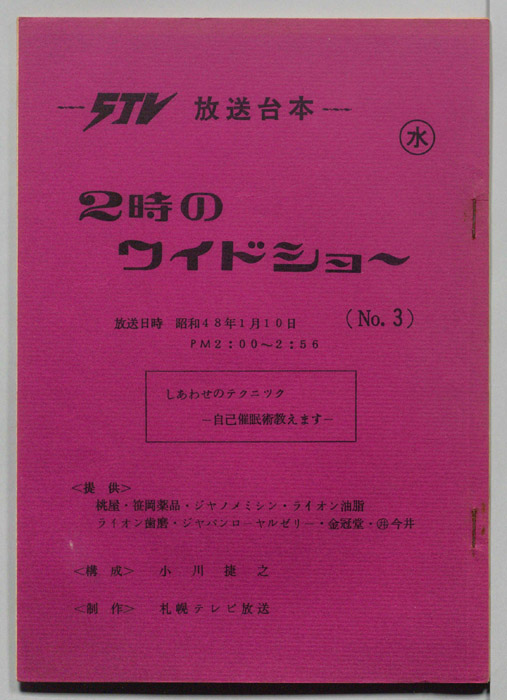 STV 放送台本
水
2時の
ワイドショー
放送日時 昭和48年1月10日
(No.3)
PM2:00〜2:56
しあわせのテクニック
―自己催眠術教えます―
<提 供>
桃屋・笹岡薬品・ジヤノメミシン・ライオン油脂
ライオン歯磨・ジヤパンローヤルゼリー・金冠堂・㊈今井
<構 成> 小川捷之
<制 作> 札幌テレビ放送